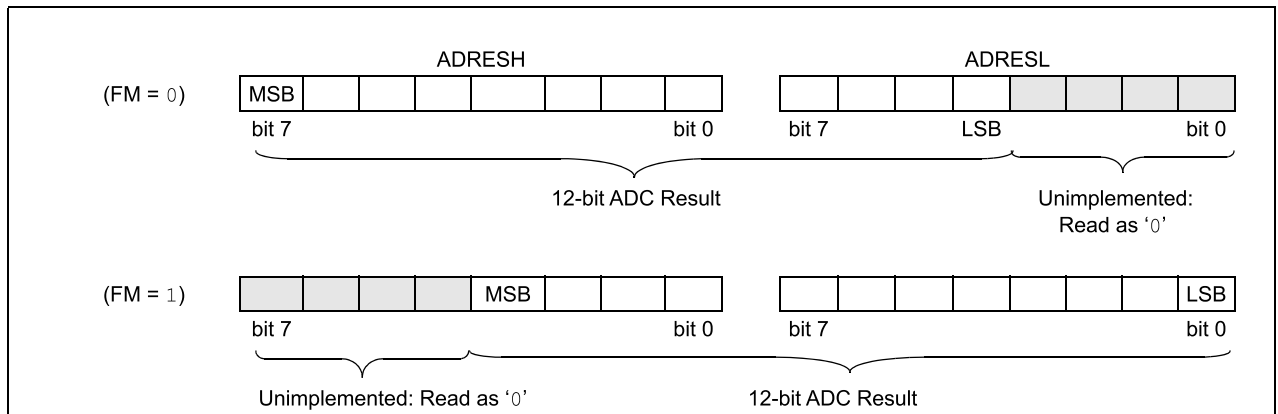 ADRESH ADRESL
(FM = 0) MSB
bit 7 bit 0 bit 7 LSB bit 0
12-bit ADC Result Unimplemented:
Read as ‘0’
(FM = 1) MSB LSB
bit 7 bit 0 bit 7 bit 0
Unimplemented: Read as ‘0’ 12-bit ADC Result